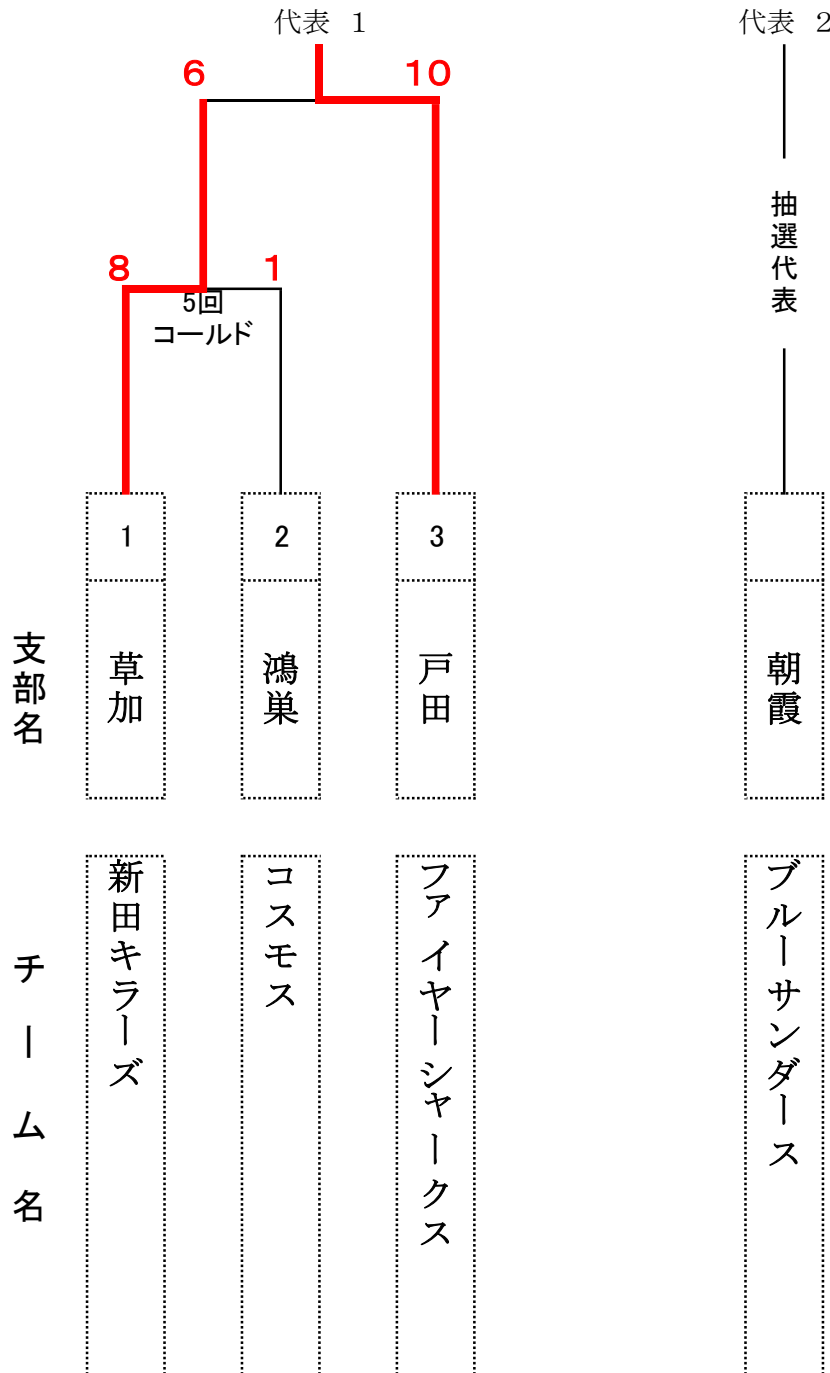 代表 1
代表 2
6
10
抽選代表
8
1
5回
コールド
1
2
3
支部名
草加
鴻巣
戸田
朝霞
チーム名
新田キラーズ
コスモス
ファイヤーシャークス
ブルーサンダース